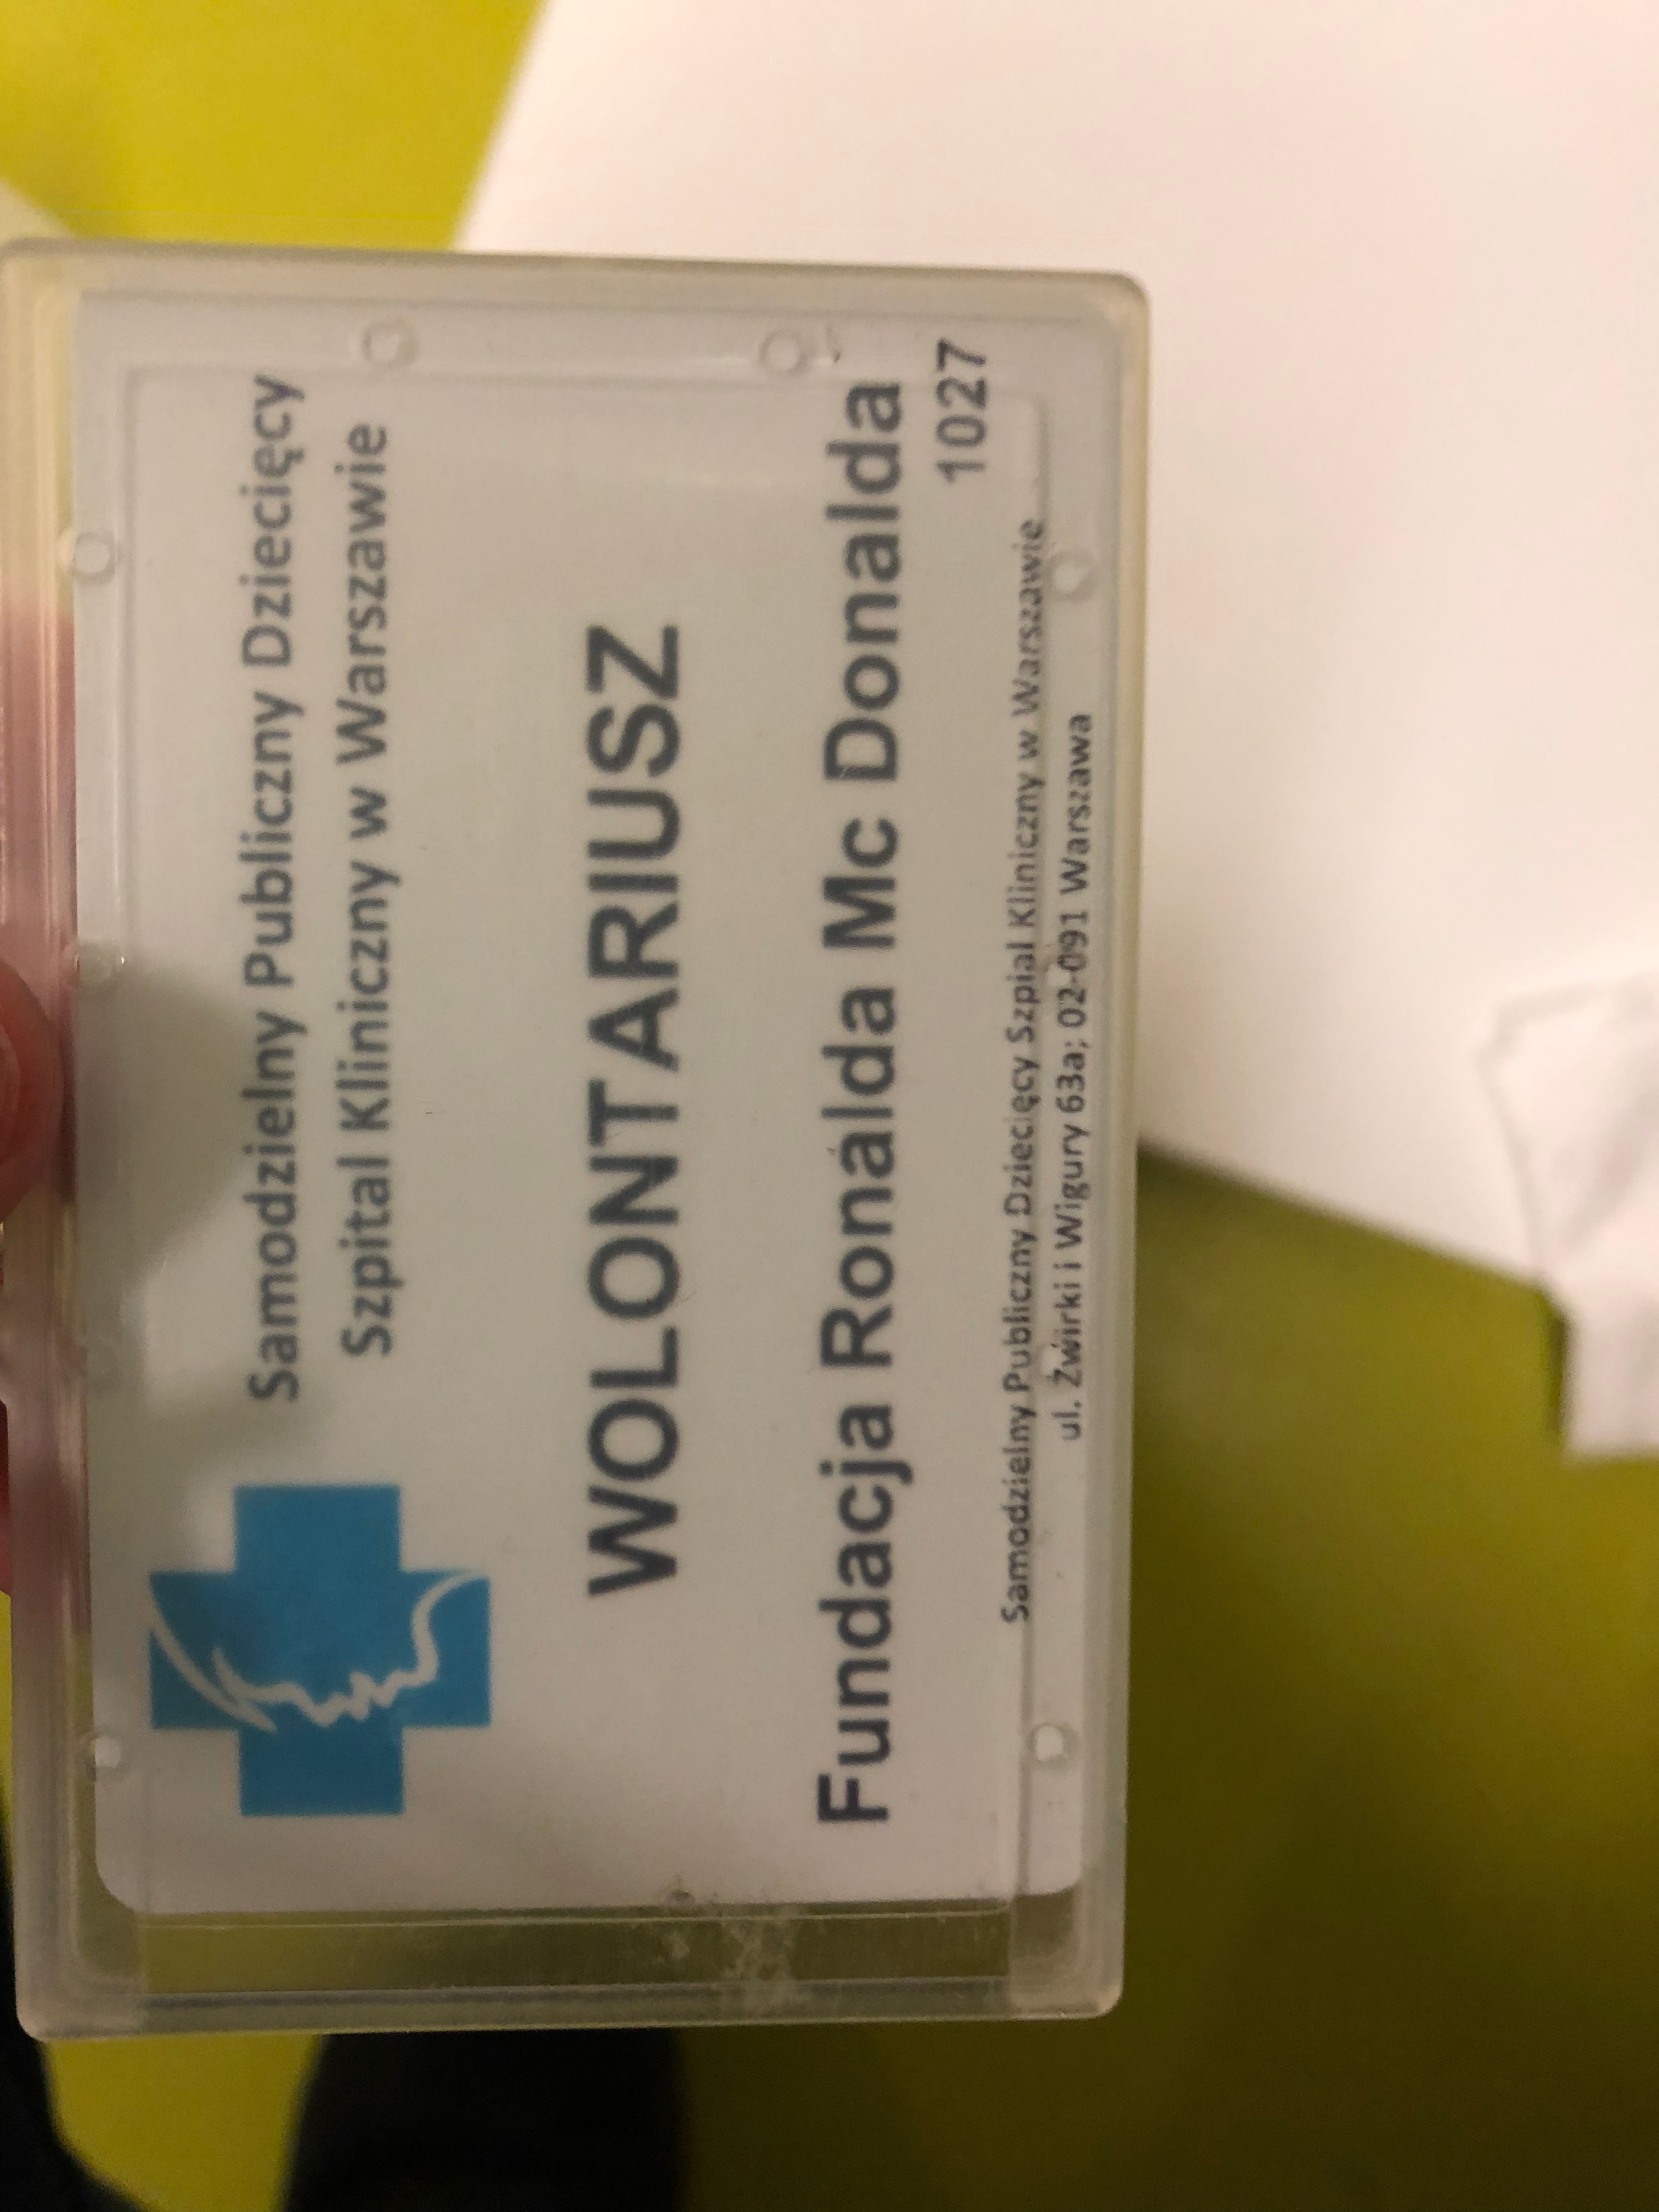 Samodzielny Publiczny Dziecięcy
Szpital Kliniczny w Warszawie
WOLONTARIUSZ
Fundacja Ronalda Mc Donalda
1027
Samodzielny Publiczny Dziecięcy Szpial Kliniczny w Warszawie
ul. Żwirki i Wigury 63a; 02-091 Warszawa